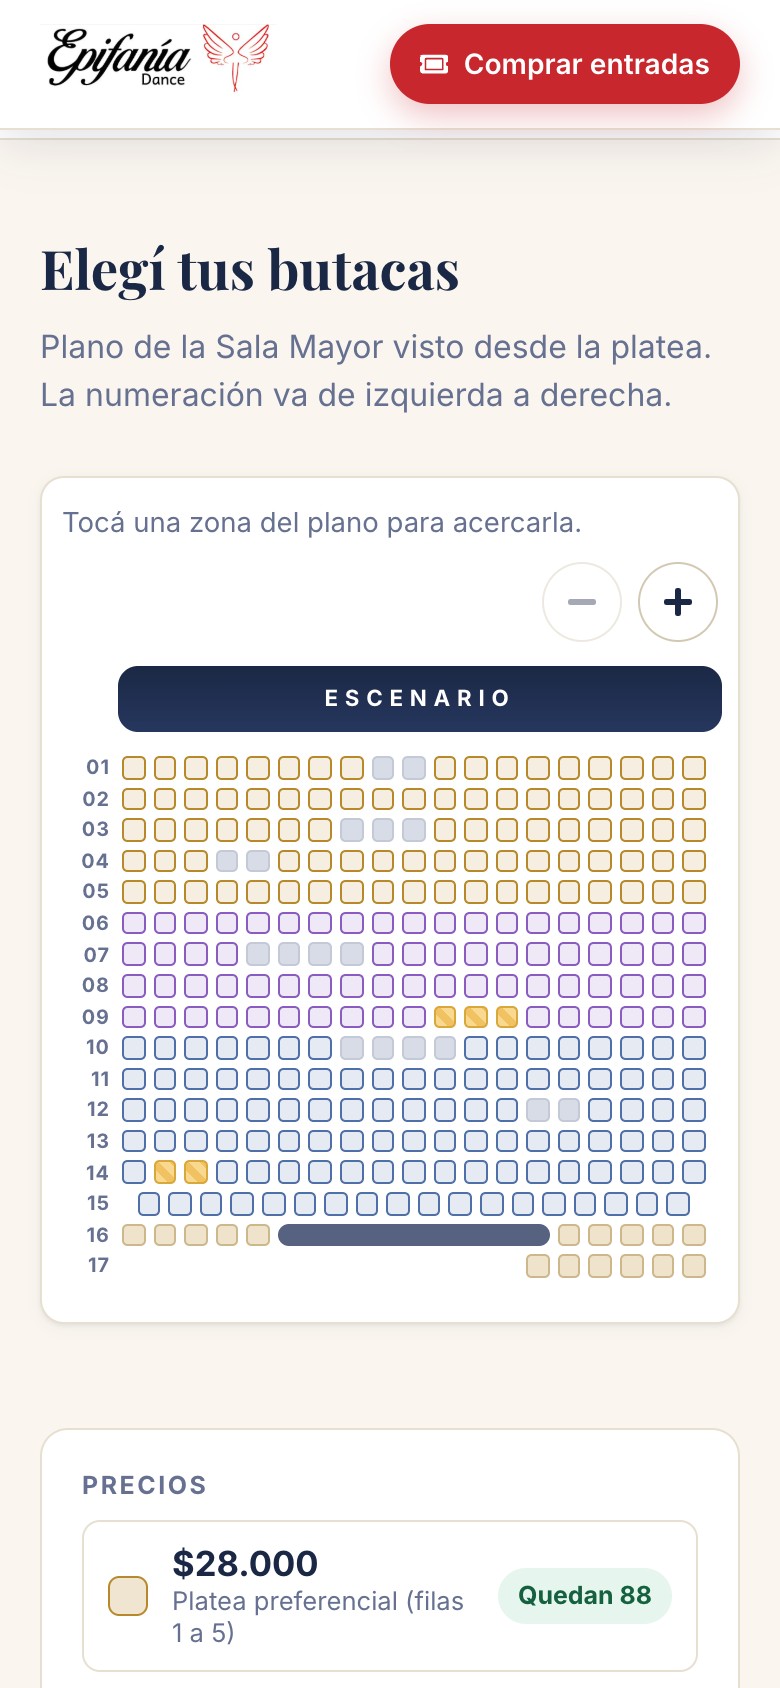 Epifanía
Dance
Comprar entradas
Elegí tus butacas
Plano de la Sala Mayor visto desde la platea.
La numeración va de izquierda a derecha.
Tocá una zona del plano para acercarla.
ESCENARIO
01
02
03
04
05
06
07
08
09
10
11
12
13
14
15
16
17
PRECIOS
$28.000
Platea preferencial (filas
1 a 5)
Quedan 88